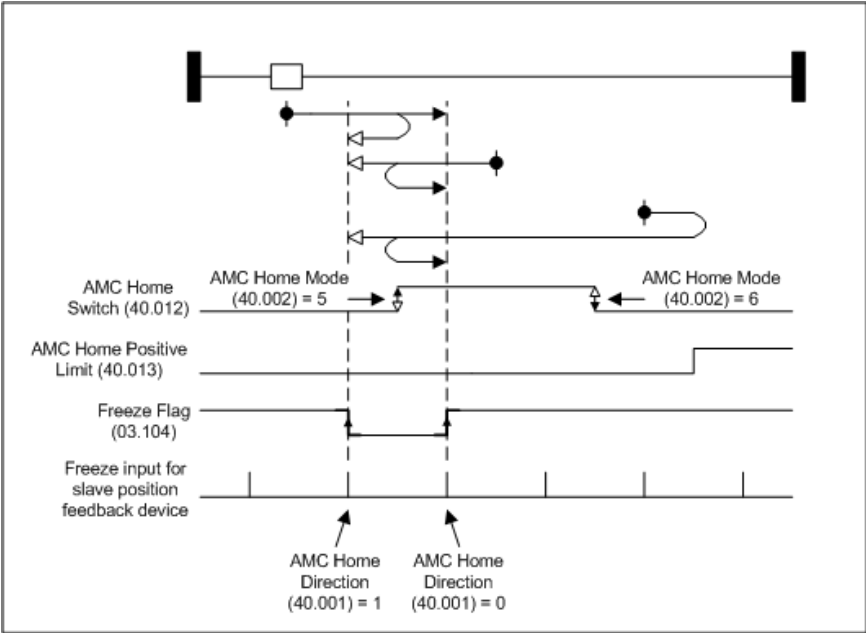 AMC Home
Switch (40.012)
AMC Home Mode
(40.002) = 5
AMC Home Mode
(40.002) = 6
AMC Home Positive
Limit (40.013)
Freeze Flag
(03.104)
Freeze input for
slave position
feedback device
AMC Home
Direction
(40.001) = 1
AMC Home
Direction
(40.001) = 0